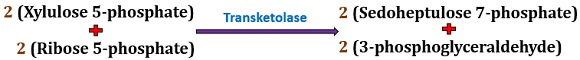 2 (Xylulose 5-phosphate)
+
2 (Ribose 5-phosphate)
Transketolase
2 (Sedoheptulose 7-phosphate)
+
2 (3-phosphoglyceraldehyde)